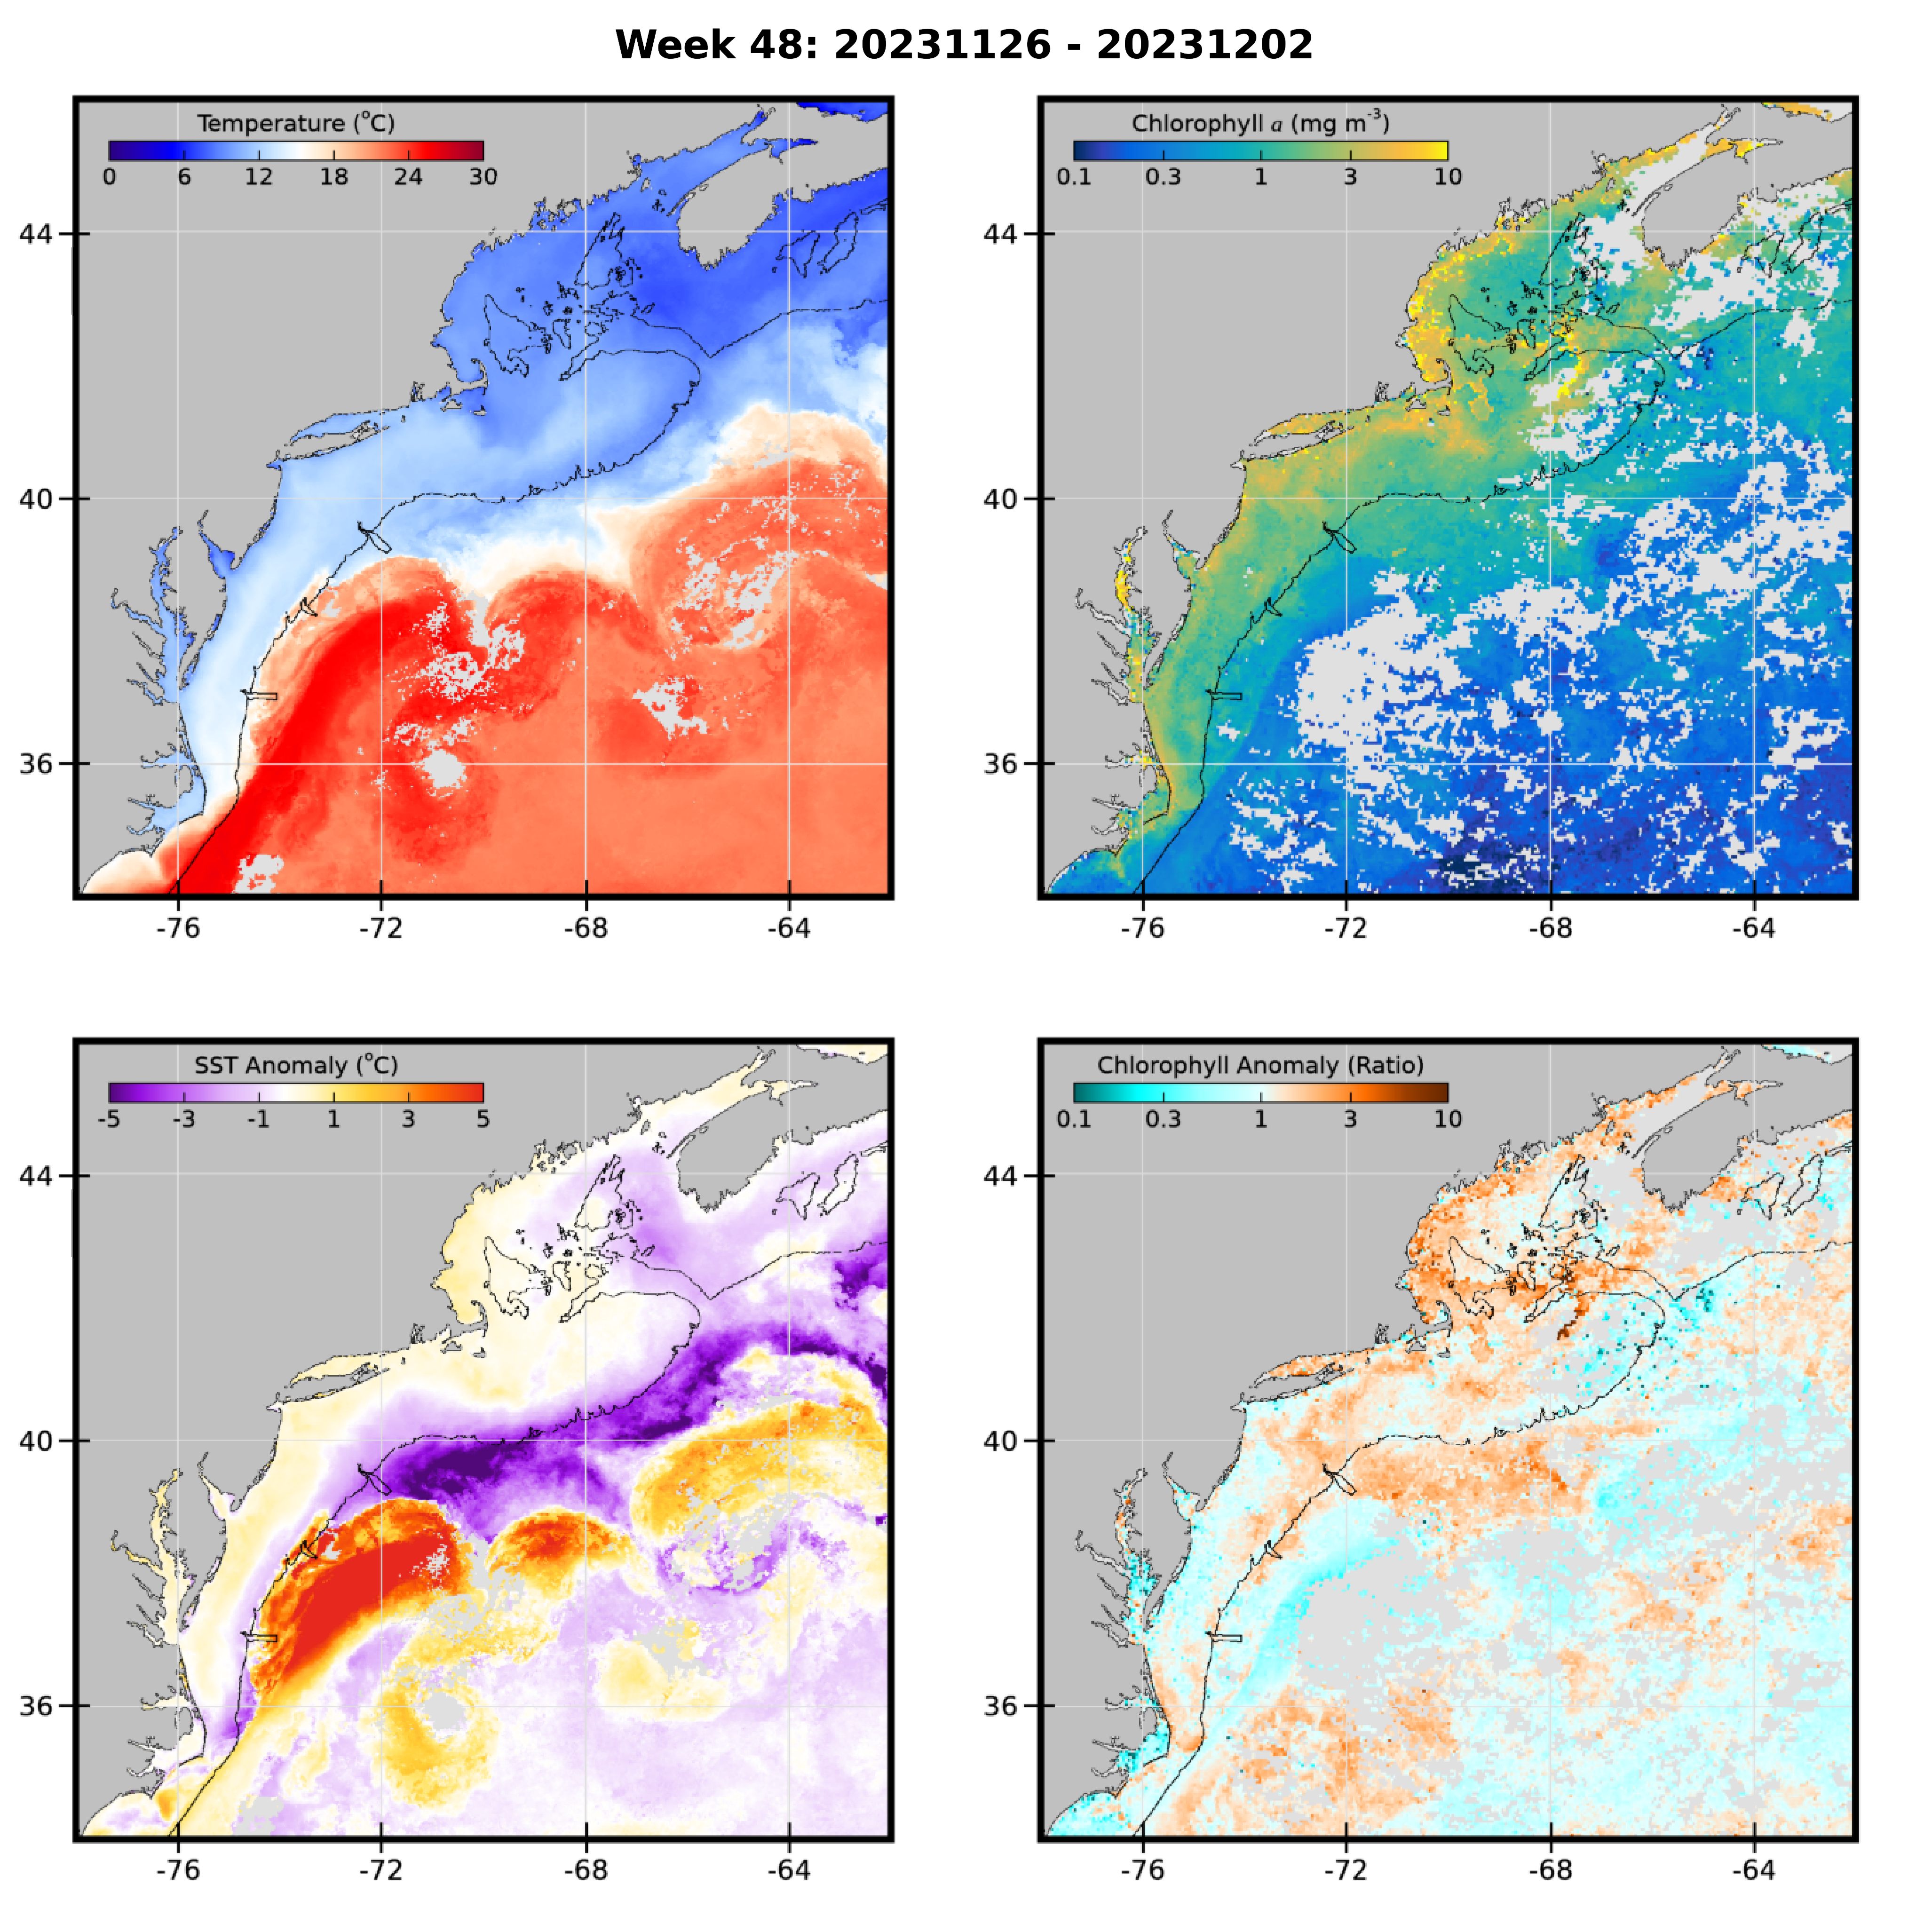 Week 48: 20231126 - 20231202
Temperature (°C)
0 6 12 18 24 30
44
40
36
-76 -72 -68 -64
Chlorophyll a (mg m⁻³)
0.1 0.3 1 3 10
44
40
36
-76 -72 -68 -64
SST Anomaly (°C)
-5 -3 -1 1 3 5
44
40
36
-76 -72 -68 -64
Chlorophyll Anomaly (Ratio)
0.1 0.3 1 3 10
44
40
36
-76 -72 -68 -64